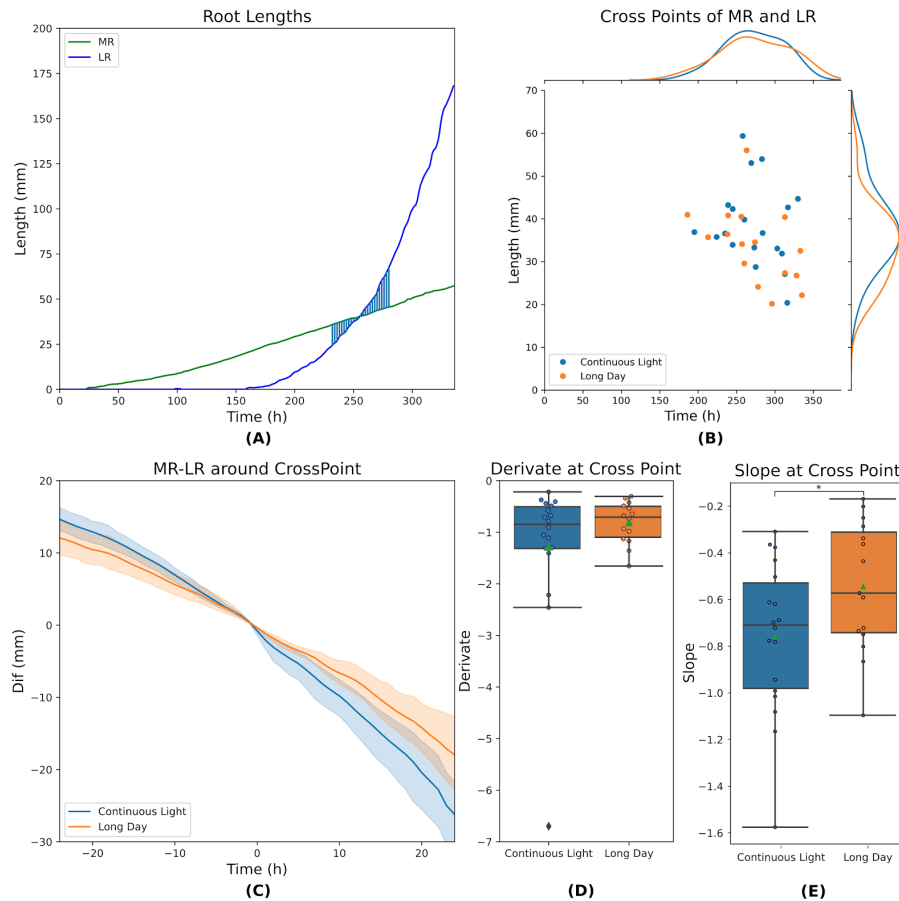 Root Lengths
200
175
150
125
100
75
50
25
0
Length (mm)
MR
LR
0 50 100 150 200 250 300
Time (h)
(A)
Cross Points of MR and LR
70
60
50
40
30
20
10
0
Length (mm)
Continuous Light
Long Day
0 50 100 150 200 250 300 350
Time (h)
(B)
MR-LR around CrossPoint
20
10
0
−10
−20
−30
Dif (mm)
Continuous Light
Long Day
−20 −10 0 10 20
Time (h)
(C)
Derivate at Cross Point
0
−1
−2
−3
−4
−5
−6
−7
Derivate
Continuous Light Long Day
(D)
Slope at Cross Point
*
−0.2
−0.4
−0.6
−0.8
−1.0
−1.2
−1.4
−1.6
Slope
Continuous Light Long Day
(E)